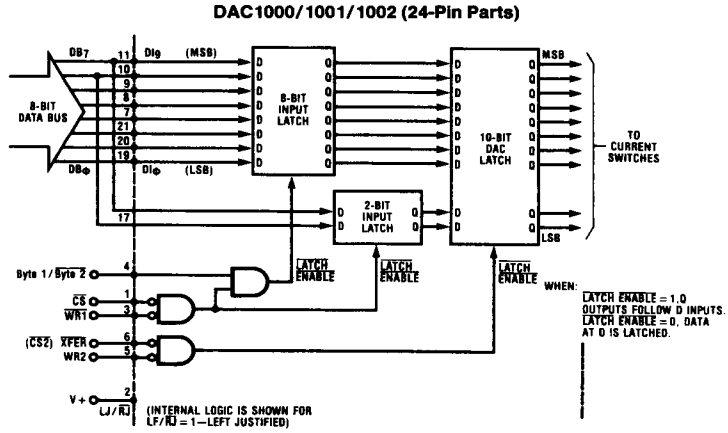 DAC1000/1001/1002 (24-Pin Parts)
DB7 11 DI9 (MSB)
10
9
8
7
21
20
19
DBΦ DIΦ (LSB)
8-BIT
DATA BUS
D D D D D D D D
Q Q Q Q Q Q Q Q
8-BIT
INPUT
LATCH
D D D D D D D D
Q Q Q Q Q Q Q Q
10-BIT
DAC
LATCH
MSB
TO
CURRENT
SWITCHES
17
D D
2-BIT
INPUT
LATCH
Q Q
D D
Q Q
LSB
Byte 1/Byte 2 4
LATCH
ENABLE
LATCH
ENABLE
LATCH
ENABLE
CS 1
WR1 3
(CS2) XFER 6
WR2 5
WHEN:
LATCH ENABLE = 1,Q
OUTPUTS FOLLOW D INPUTS.
LATCH ENABLE = 0, DATA
AT D IS LATCHED.
V+ 2
LJ/RJ
(INTERNAL LOGIC IS SHOWN FOR
LF/RJ = 1—LEFT JUSTIFIED)